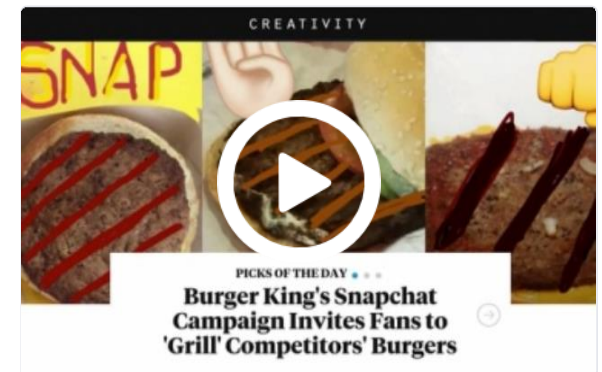 CREATIVITY
SNAP
PICKS OF THE DAY
Burger King's Snapchat
Campaign Invites Fans to
'Grill' Competitors' Burgers